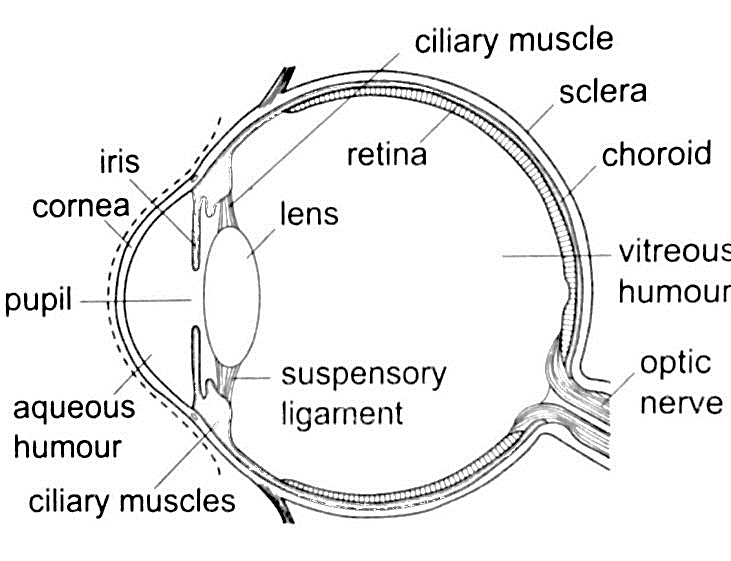 ciliary muscle
sclera
retina
choroid
iris
cornea
lens
vitreous
humour
pupil
optic
nerve
suspensory
ligament
aqueous
humour
ciliary muscles